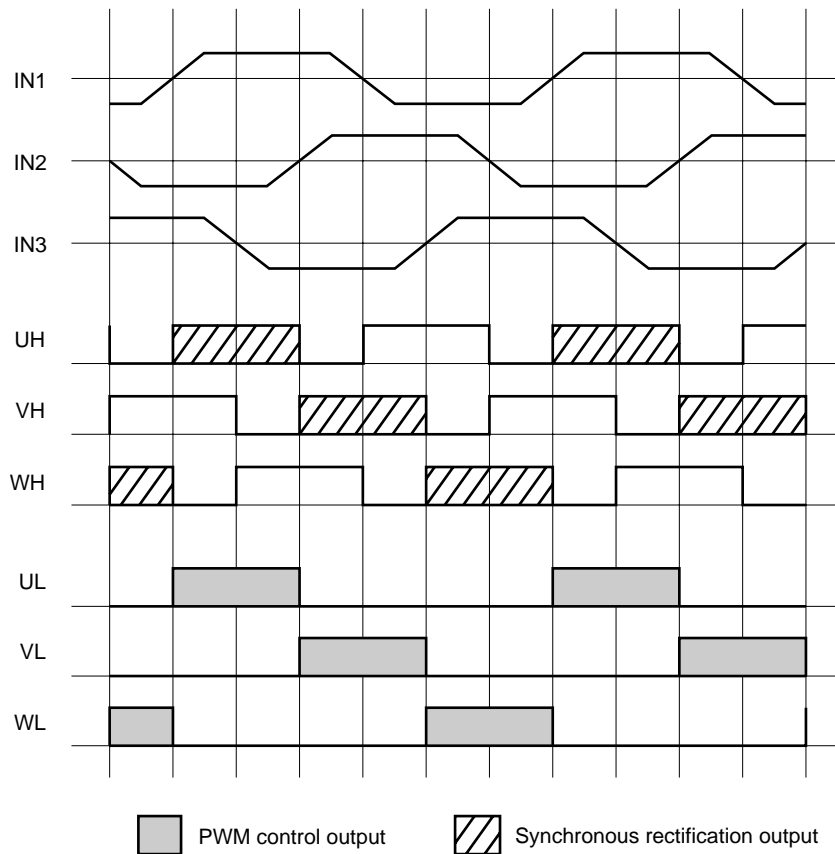 IN1
IN2
IN3
UH
VH
WH
UL
VL
WL
PWM control output
Synchronous rectification output